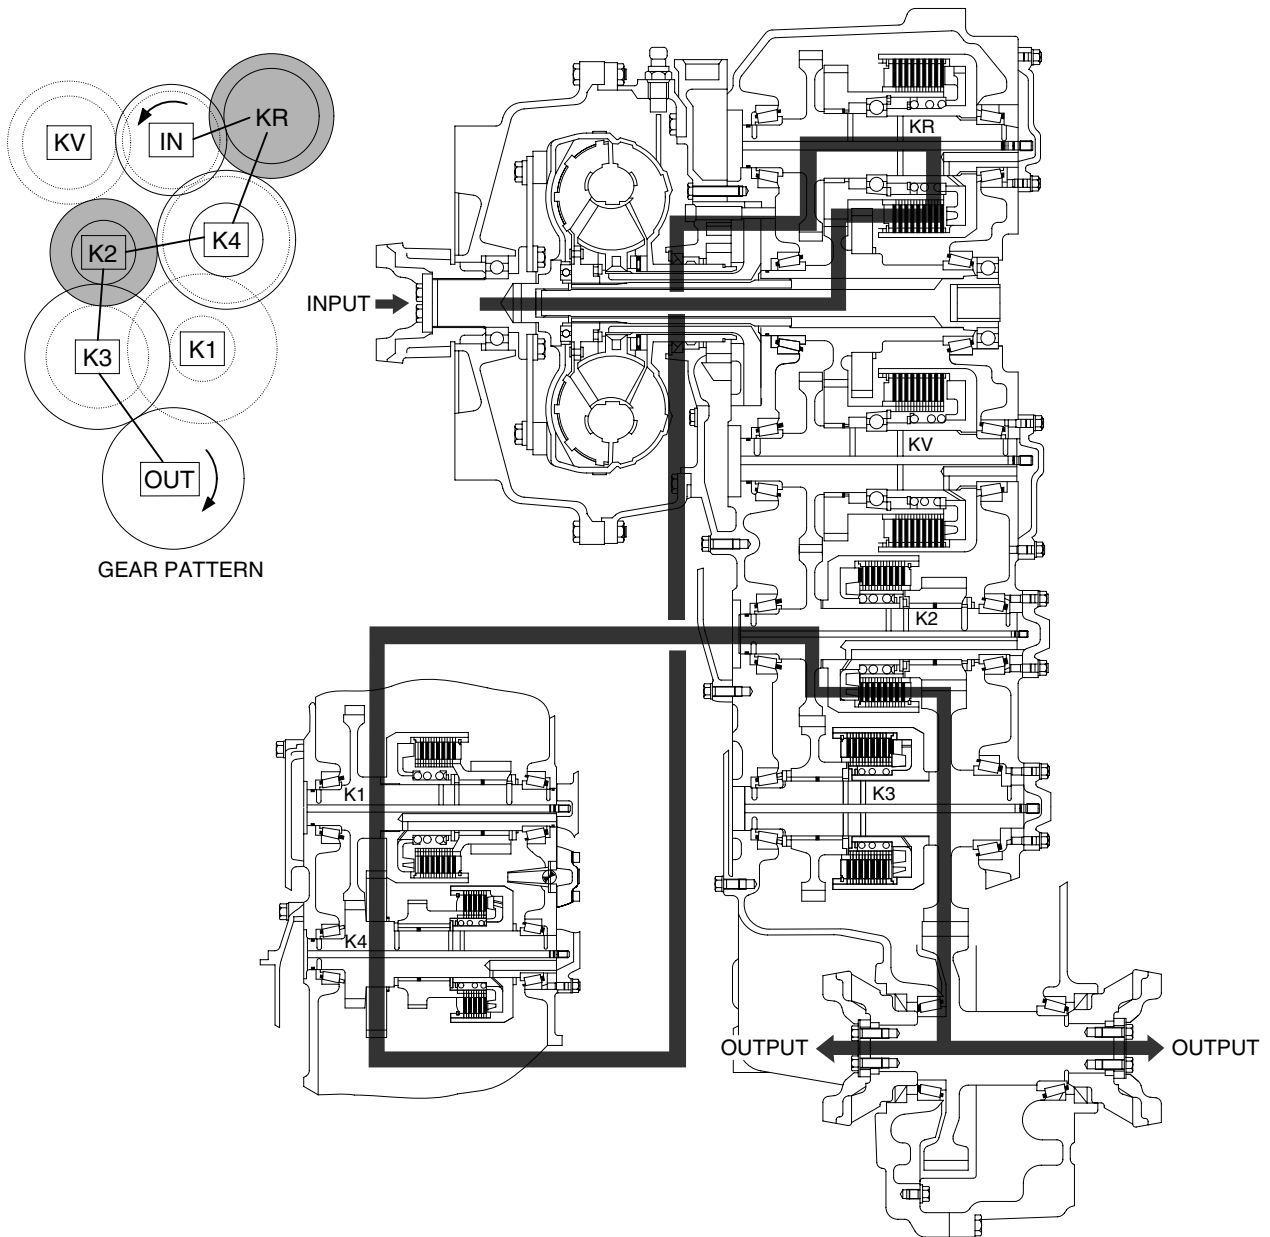 KV
IN
KR
K2
K4
K3
K1
OUT
GEAR PATTERN
INPUT
KR
KV
K2
K3
K1
K4
OUTPUT
OUTPUT